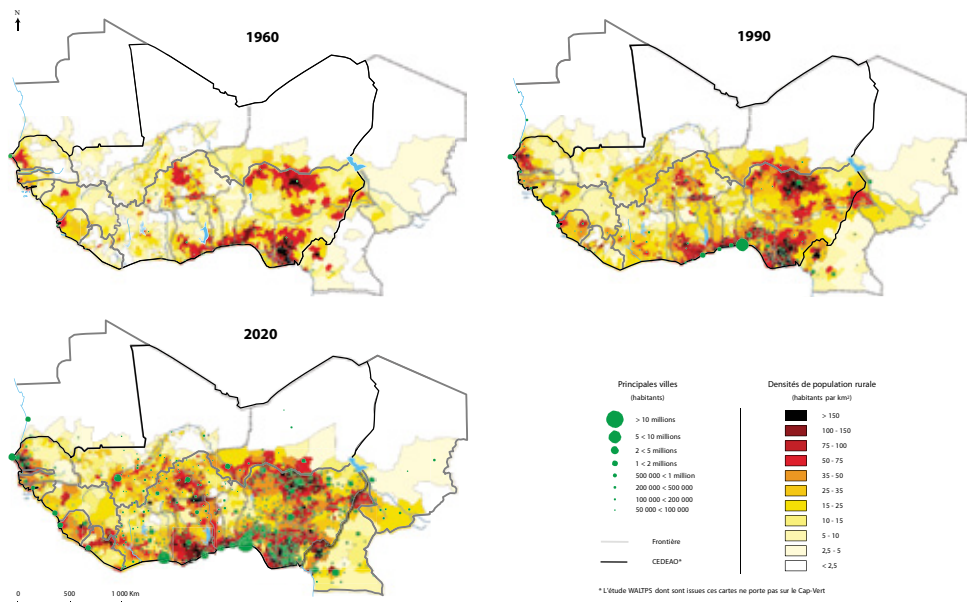 N
1960
1990
2020
0 500 1 000 Km
Principales villes
(habitants)
> 10 millions
5 < 10 millions
2 < 5 millions
1 < 2 millions
500 000 < 1 million
200 000 < 500 000
100 000 < 200 000
50 000 < 100 000
Frontière
CEDEAO*
Densités de population rurale
(habitants par km²)
> 150
100 - 150
75 - 100
50 - 75
35 - 50
25 - 35
15 - 25
10 - 15
5 - 10
2,5 - 5
< 2,5
* L'étude WALTPS dont sont issues ces cartes ne porte pas sur le Cap-Vert